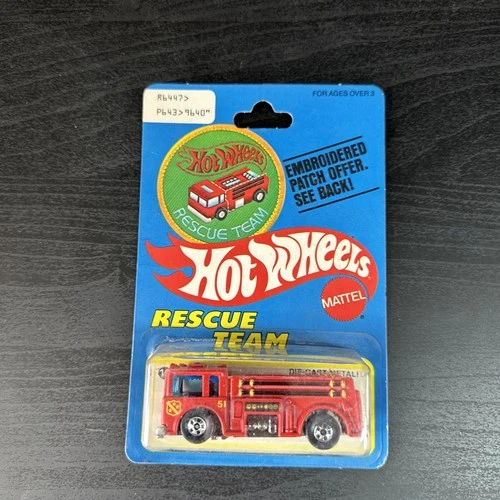 R6447>
P643>9640m
FOR AGES OVER 3
HOT WHEELS
RESCUE TEAM
EMBROIDERED
PATCH OFFER.
SEE BACK!
HOT WHEELS
MATTEL
RESCUE
TEAM
DIE-CAST METAL
51